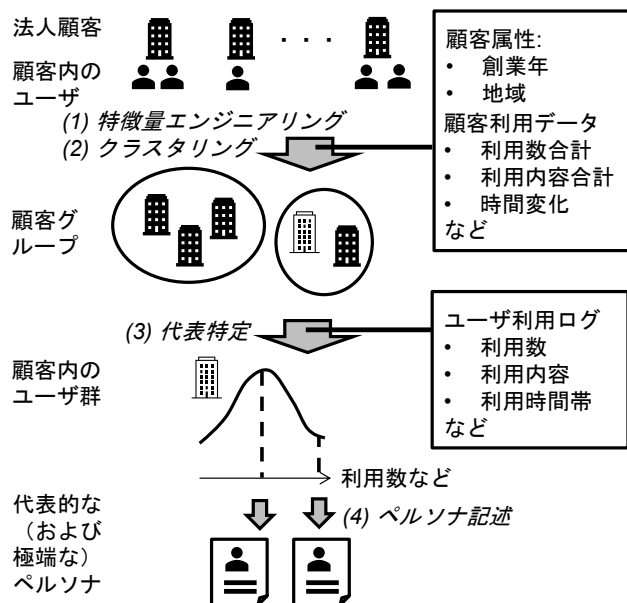 法人顧客
・・・
顧客内の
ユーザ
(1) 特徴量エンジニアリング
(2) クラスタリング
顧客属性:
• 創業年
• 地域
顧客利用データ
• 利用数合計
• 利用内容合計
• 時間変化
など
顧客グ
ループ
(3) 代表特定
ユーザ利用ログ
• 利用数
• 利用内容
• 利用時間帯
など
顧客内の
ユーザ群
利用数など
(4) ペルソナ記述
代表的な
（および
極端な）
ペルソナ